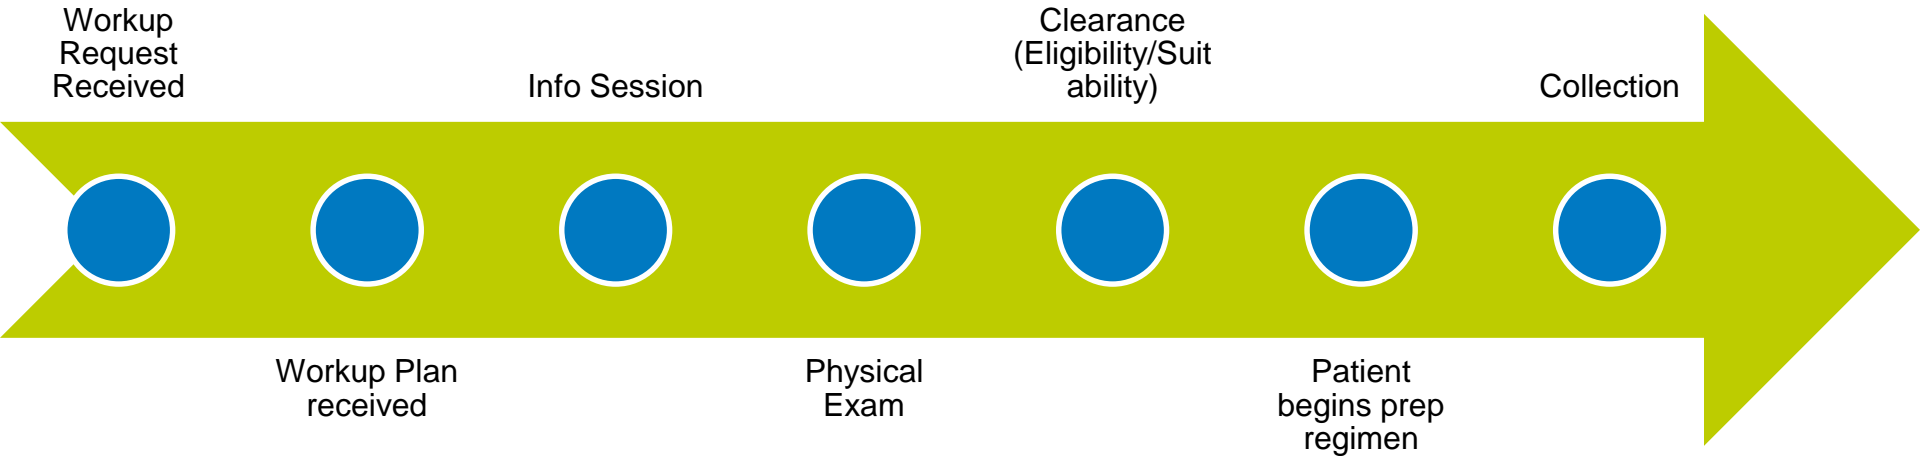 Workup
Request
Received
Workup Plan
received
Info Session
Physical
Exam
Clearance
(Eligibility/Suit
ability)
Patient
begins prep
regimen
Collection